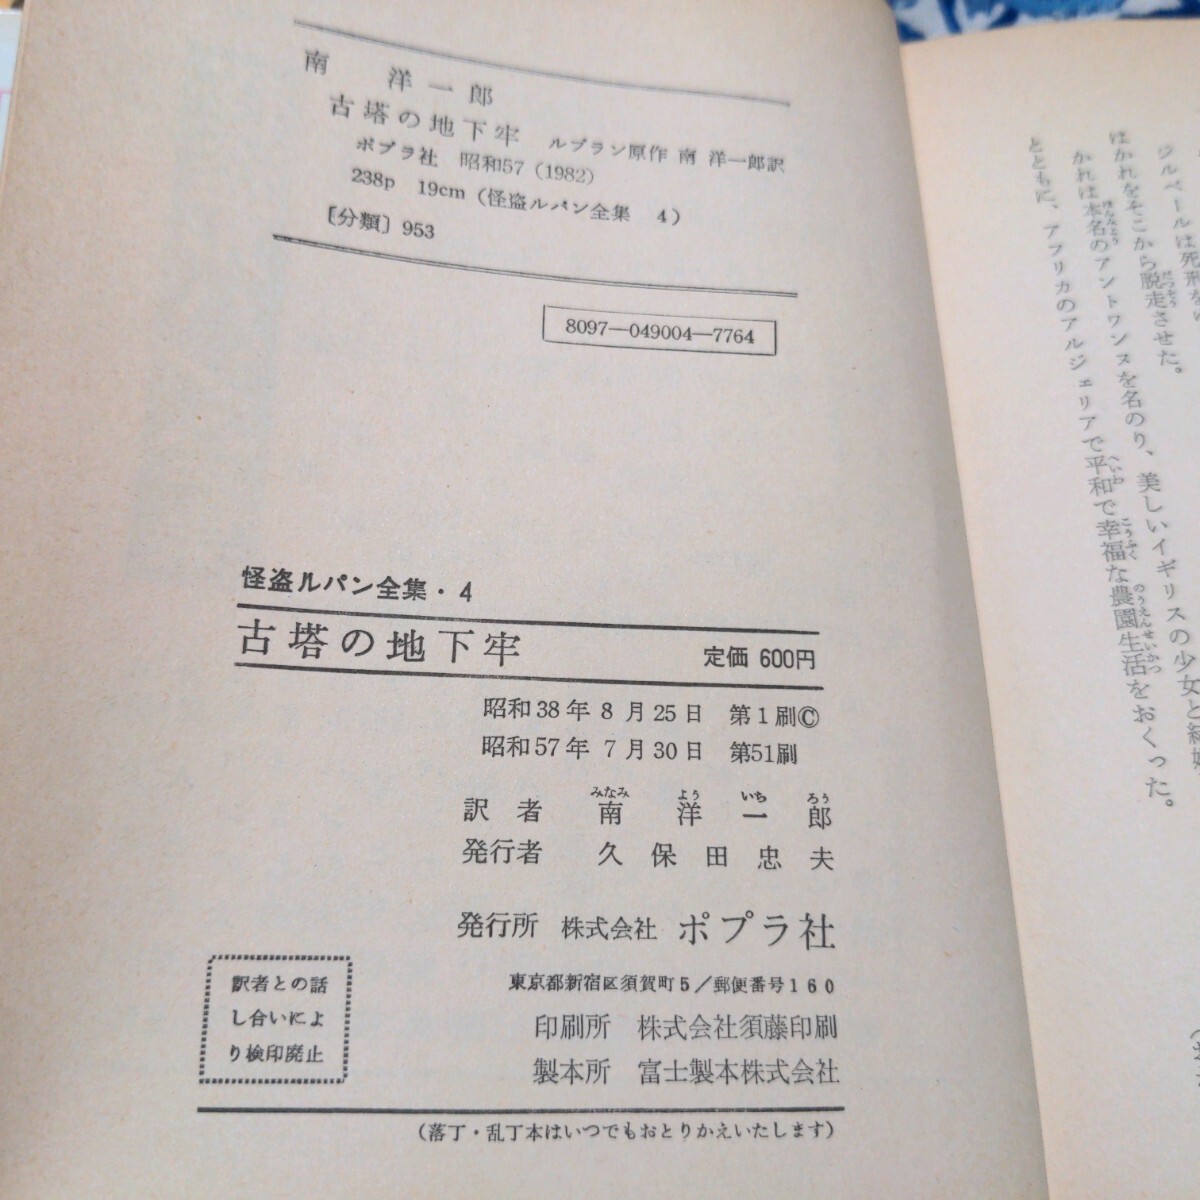 南　洋一郎
古塔の地下牢　ルブラン原作 南 洋一郎訳
ポプラ社　昭和57（1982）
238p　19cm（怪盗ルパン全集　4）
〔分類〕953
8097—049004—7764
怪盗ルパン全集・4
古塔の地下牢　定価 600円
昭和38年 8 月25日　第1刷©
昭和57年 7 月30日　第51刷
訳者　南　洋　一　郎
みなみ　よう　いち　ろう
発行者　久保田忠夫
発行所　株式会社 ポプラ社
東京都新宿区須賀町5／郵便番号160
印刷所　株式会社須藤印刷
製本所　富士製本株式会社
訳者との話
し合いによ
り検印廃止
（落丁・乱丁本はいつでもおとりかえいたします）
ジルベールは死刑
はかれをそこから脱走させた。
かれは本名のアントワンヌを名のり、美しいイギリスの少女と結婚
とともに、アフリカのアルジェリアで平和で幸福な農園生活をおくった。